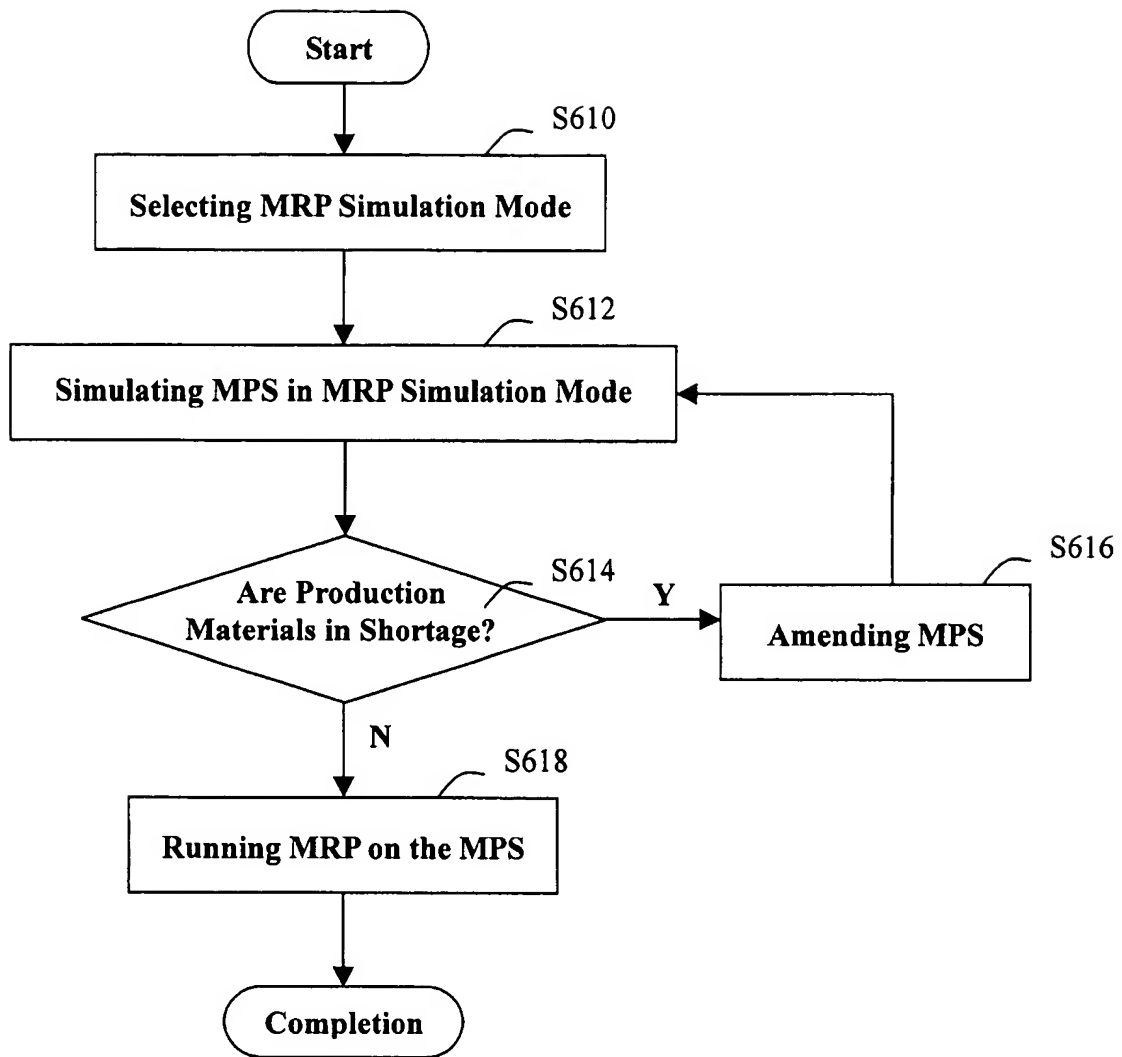 Start
S610
Selecting MRP Simulation Mode
S612
Simulating MPS in MRP Simulation Mode
S614
Are Production
Materials in Shortage?
Y
S616
Amending MPS
N
S618
Running MRP on the MPS
Completion